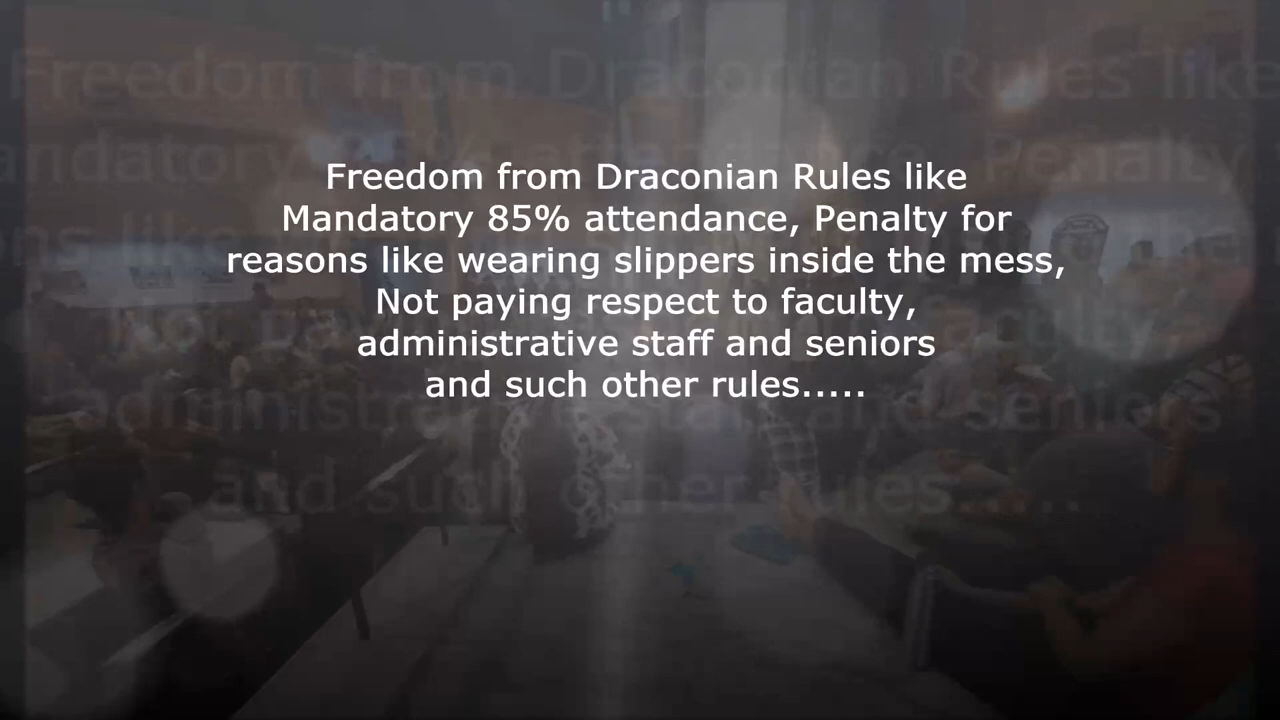 Freedom from Draconian Rules like
Mandatory 85% attendance, Penalty for
reasons like wearing slippers inside the mess,
Not paying respect to faculty,
administrative staff and seniors
and such other rules.....